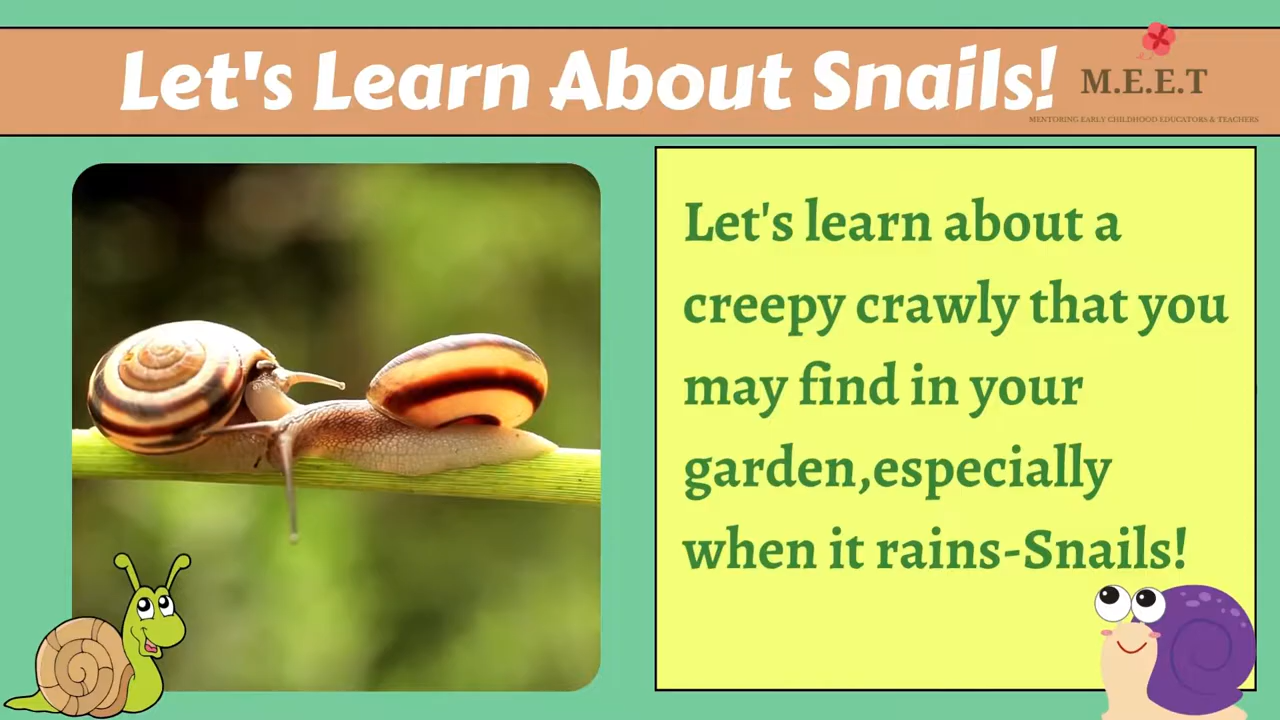 Let's Learn About Snails!
M.E.E.T
MENTORING EARLY CHILDHOOD EDUCATORS & TEACHERS
Let's learn about a
creepy crawly that you
may find in your
garden,especially
when it rains-Snails!